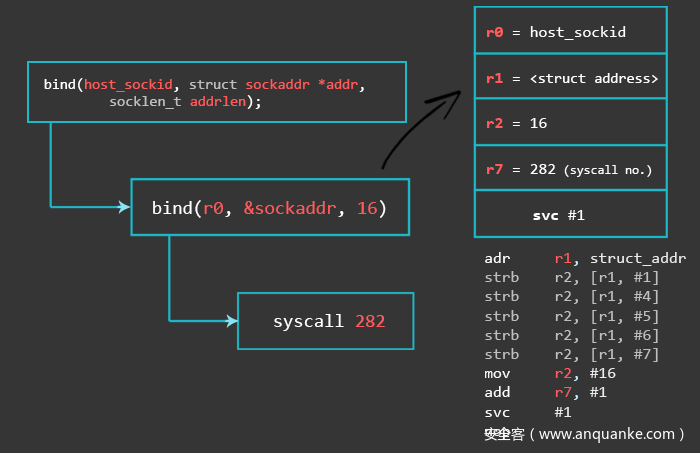 bind(host_sockid, struct sockaddr *addr,
socklen_t addrlen);
bind(r0, &sockaddr, 16)
syscall 282
r0 = host_sockid
r1 = <struct address>
r2 = 16
r7 = 282 (syscall no.)
svc #1
adr r1, struct_addr
strb r2, [r1, #1]
strb r2, [r1, #4]
strb r2, [r1, #5]
strb r2, [r1, #6]
strb r2, [r1, #7]
mov r2, #16
add r7, #1
svc #1
安全客 ( www.anquanke.com )